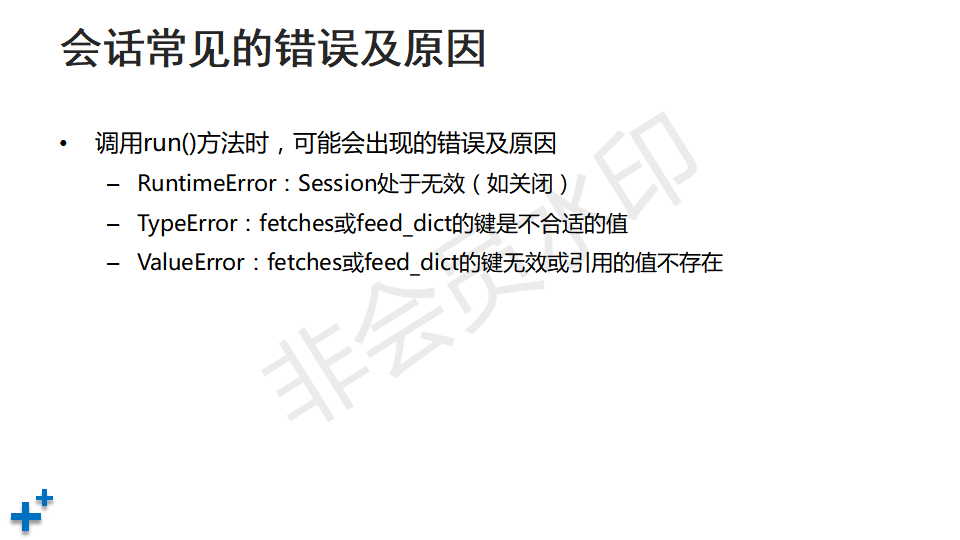 会话常见的错误及原因
• 调用run()方法时，可能会出现的错误及原因
– RuntimeError：Session处于无效（如关闭）
– TypeError：fetches或feed_dict的键是不合适的值
– ValueError：fetches或feed_dict的键无效或引用的值不存在
非会员水印